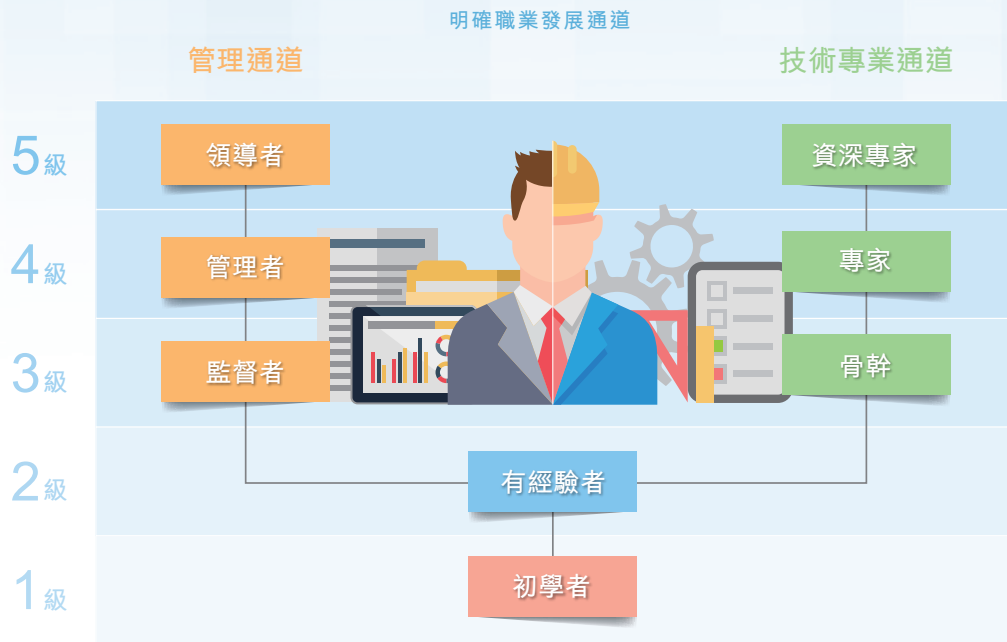 明確職業發展通道
管理通道
技術專業通道
5級
領導者
資深專家
4級
管理者
專家
3級
監督者
骨幹
2級
有經驗者
1級
初學者